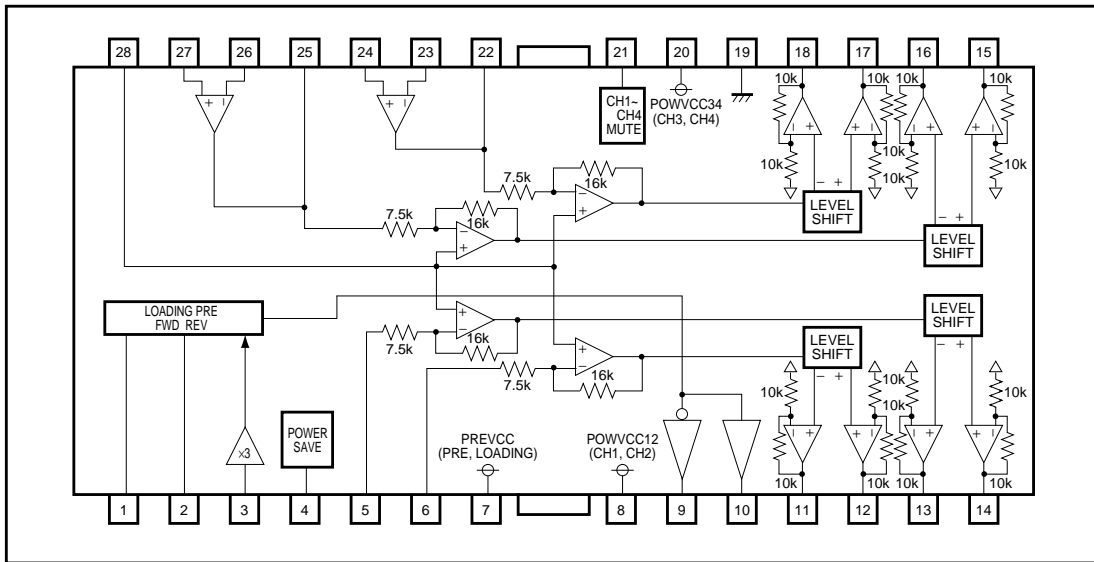 28 27 26 25 24 23 22 21 20 19 18 17 16 15
+ − + −
CH1~
CH4
MUTE
POWVCC34
(CH3, CH4)
10k 10k 10k 10k
− + + − − + + −
10k 10k 10k 10k
7.5k 16k − +
− + LEVEL
SHIFT
7.5k 16k − +
− + LEVEL
SHIFT
LOADING PRE
FWD REV
+ −
7.5k 16k
LEVEL
SHIFT
− +
+ −
7.5k 16k
LEVEL
SHIFT
− +
×3
POWER
SAVE
PREVCC
(PRE, LOADING)
POWVCC12
(CH1, CH2)
10k 10k 10k 10k
− + + − − + + −
10k 10k 10k 10k
1 2 3 4 5 6 7 8 9 10 11 12 13 14